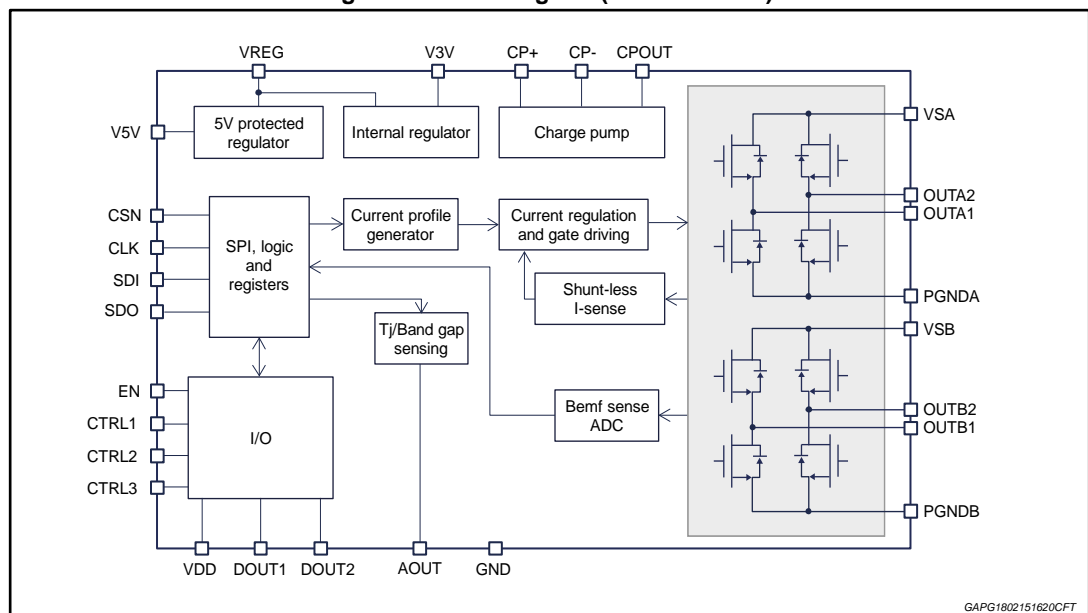 VREG
V3V
CP+
CP-
CPOUT
V5V
5V protected
regulator
Internal regulator
Charge pump
VSA
CSN
CLK
SDI
SDO
SPI, logic
and
registers
Current profile
generator
Current regulation
and gate driving
OUTA2
OUTA1
Shunt-less
I-sense
PGNDA
Tj/Band gap
sensing
VSB
EN
CTRL1
CTRL2
CTRL3
I/O
Bemf sense
ADC
OUTB2
OUTB1
PGNDB
VDD
DOUT1
DOUT2
AOUT
GND
GAPG1802151620CFT